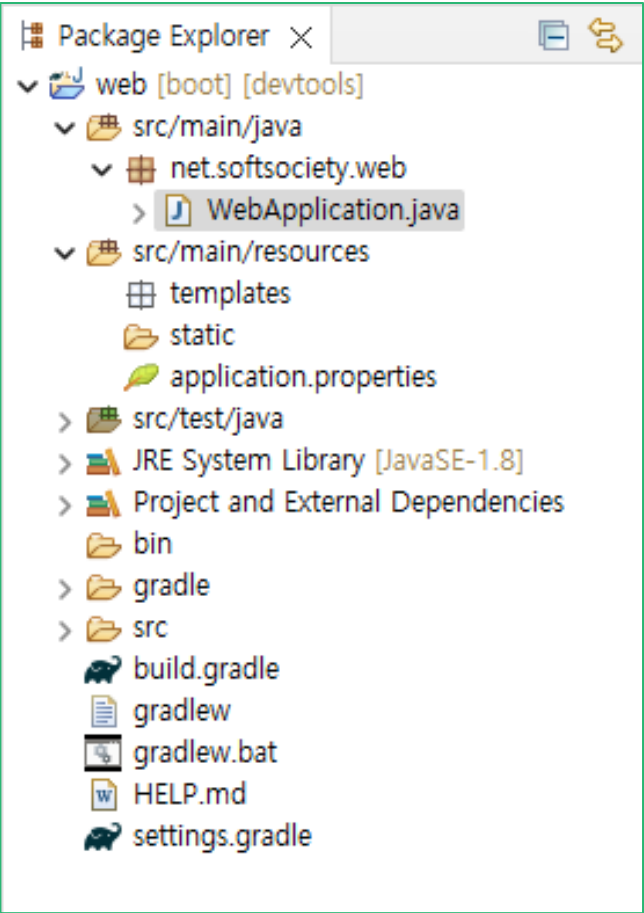 Package Explorer
web [boot] [devtools]
src/main/java
net.softsociety.web
WebApplication.java
src/main/resources
templates
static
application.properties
src/test/java
JRE System Library [JavaSE-1.8]
Project and External Dependencies
bin
gradle
src
build.gradle
gradlew
gradlew.bat
HELP.md
settings.gradle